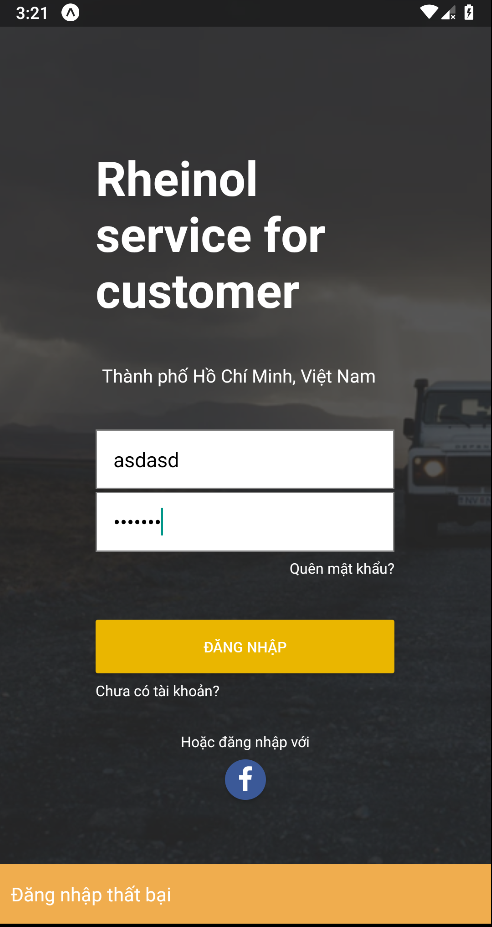 3:21
Rheinol
service for
customer
Thành phố Hồ Chí Minh, Việt Nam
asdasd
•••••••
Quên mật khẩu?
ĐĂNG NHẬP
Chưa có tài khoản?
Hoặc đăng nhập với
f
Đăng nhập thất bại